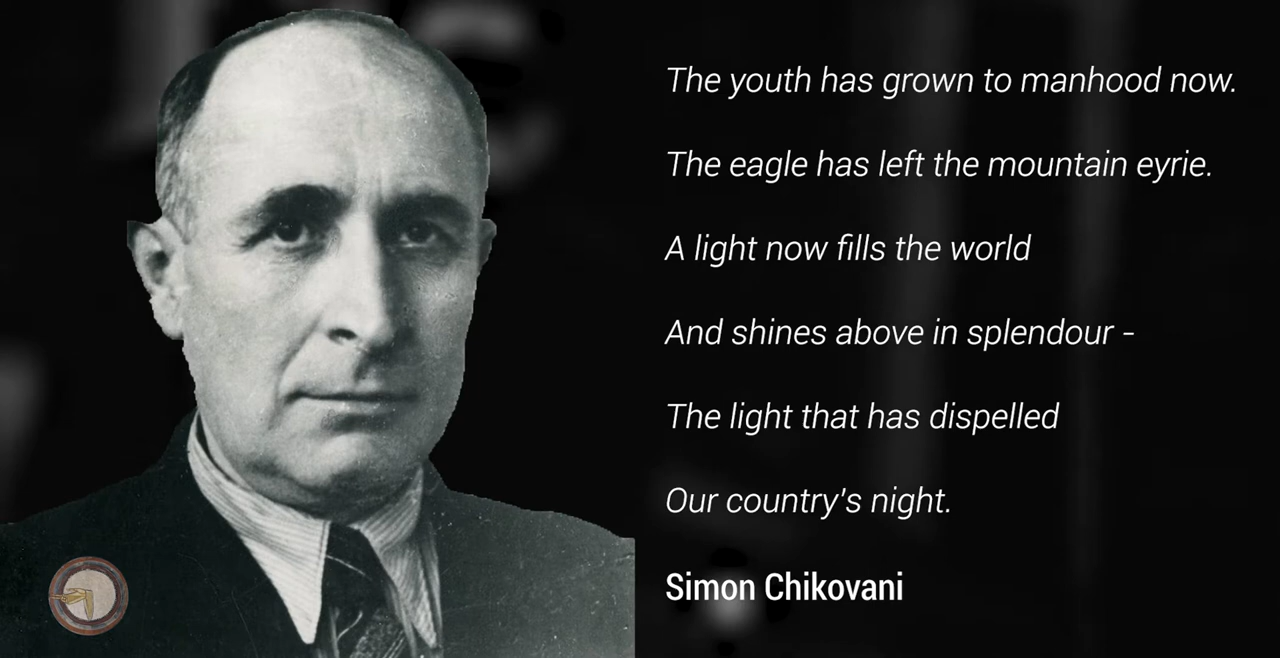 The youth has grown to manhood now.
The eagle has left the mountain eyrie.
A light now fills the world
And shines above in splendour -
The light that has dispelled
Our country's night.
Simon Chikovani